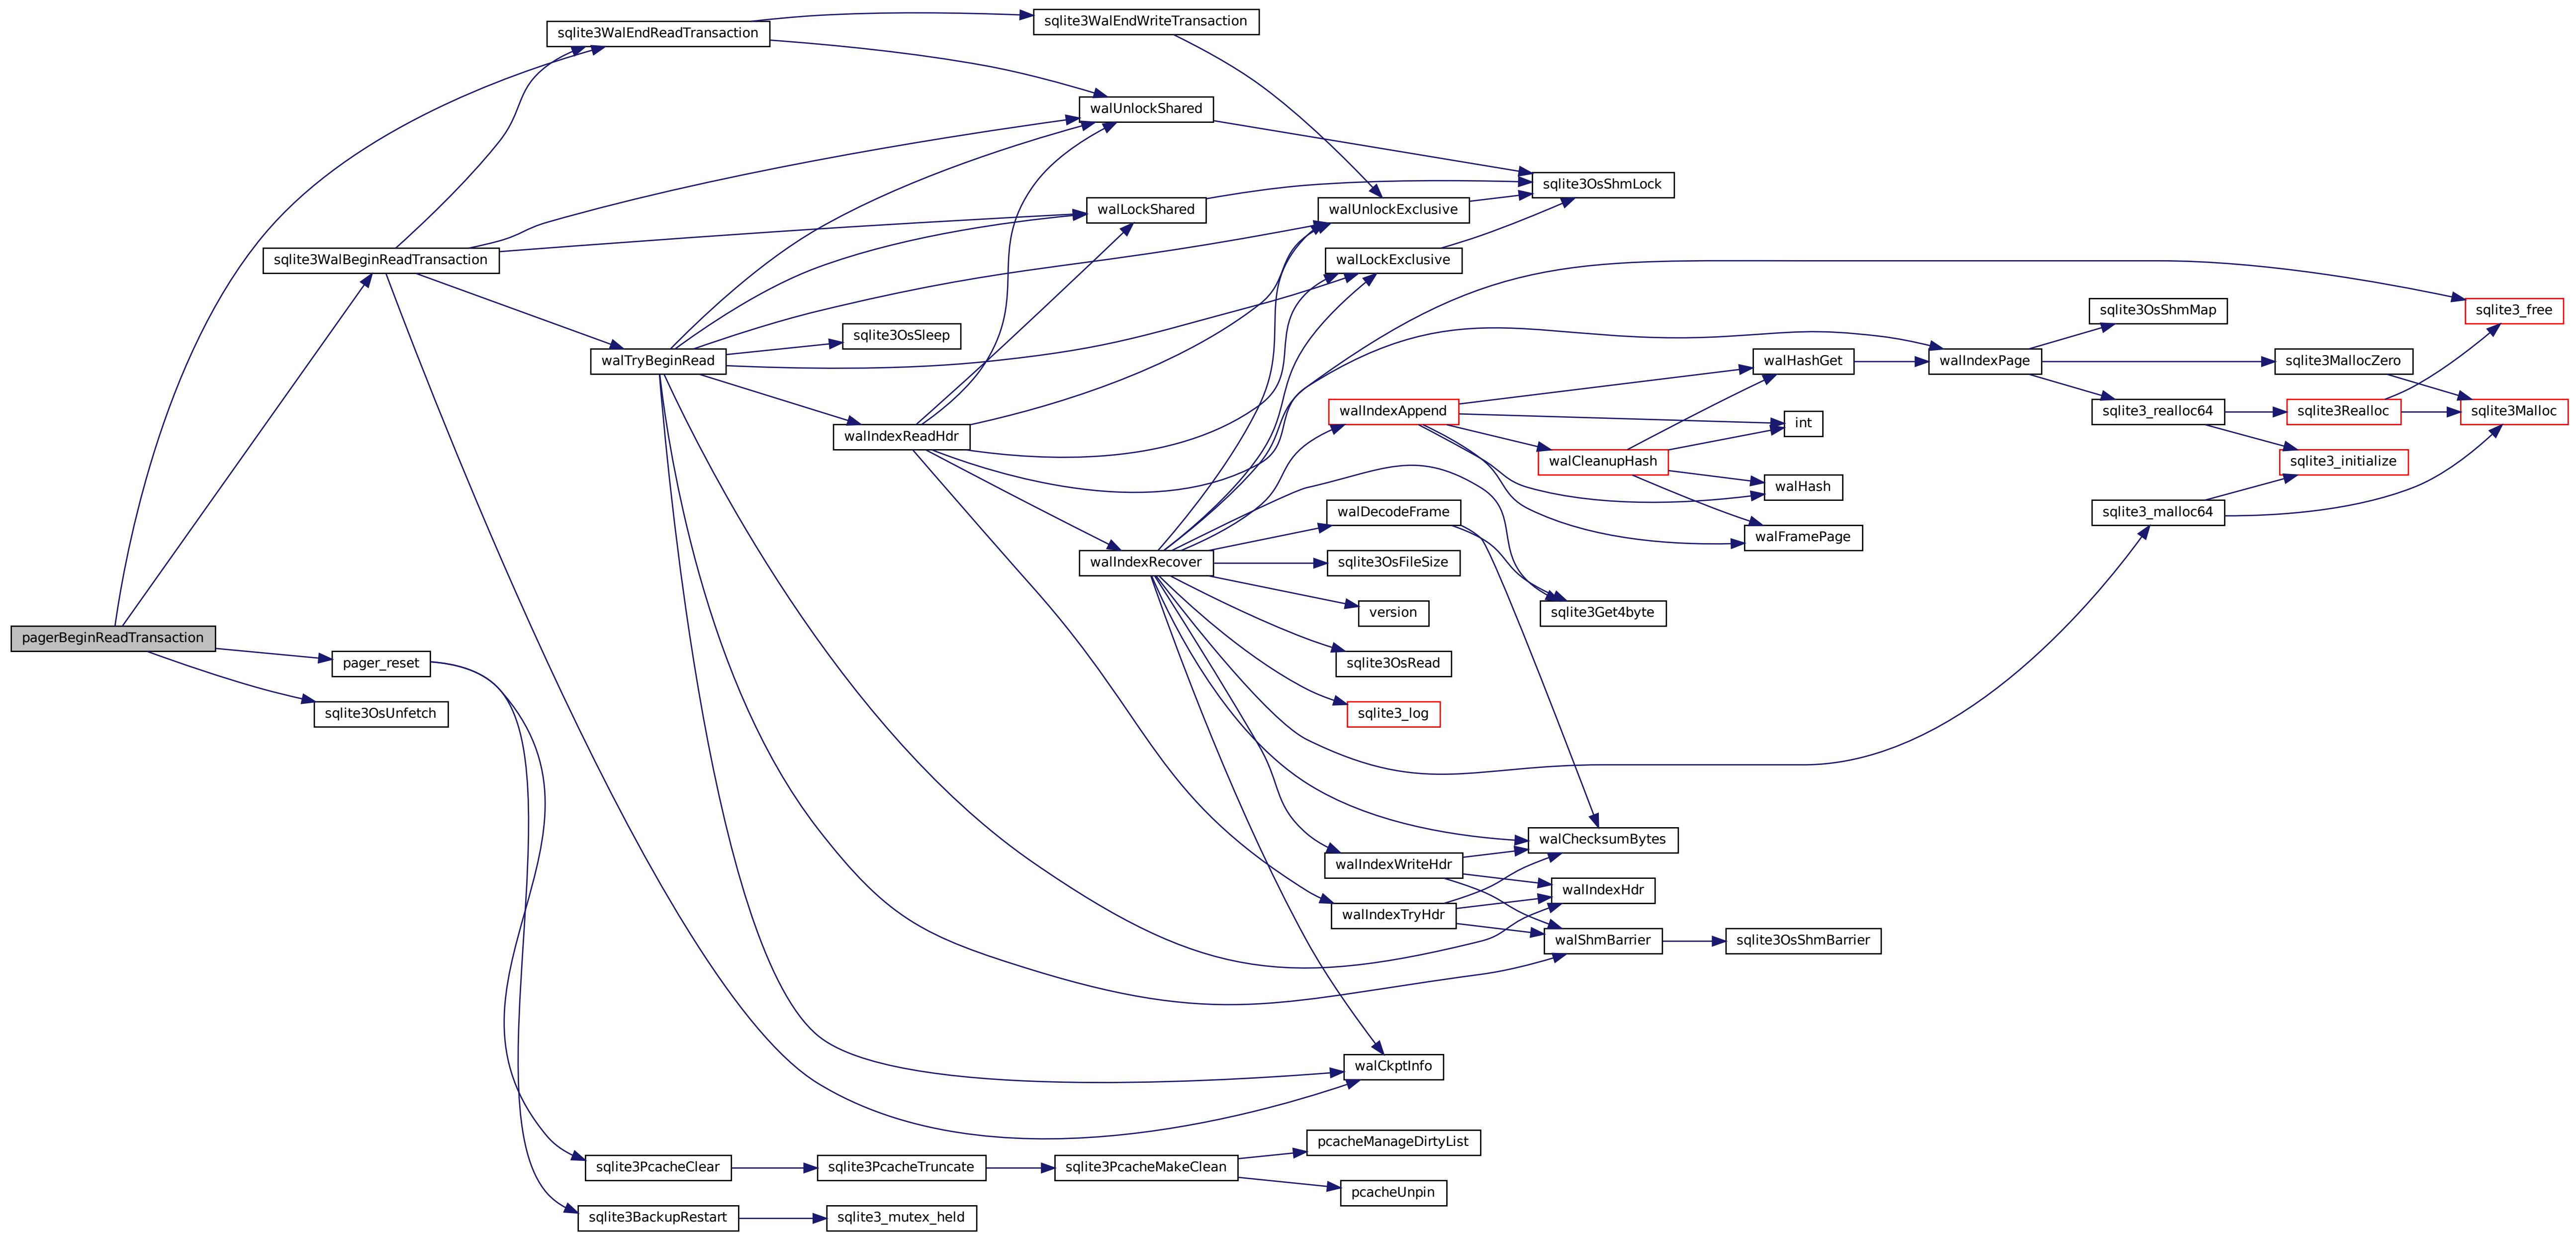 sqlite3WalEndWriteTransaction
sqlite3WalEndReadTransaction
walUnlockShared
sqlite3OsShmLock
walLockShared
walUnlockExclusive
sqlite3WalBeginReadTransaction
walLockExclusive
sqlite3OsShmMap
sqlite3_free
sqlite3OsSleep
walTryBeginRead
walHashGet
walIndexPage
sqlite3MallocZero
walIndexAppend
int
sqlite3_realloc64
sqlite3Realloc
sqlite3Malloc
walIndexReadHdr
walCleanupHash
sqlite3_initialize
walHash
walDecodeFrame
sqlite3_malloc64
walFramePage
walIndexRecover
sqlite3OsFileSize
version
sqlite3Get4byte
pagerBeginReadTransaction
pager_reset
sqlite3OsRead
sqlite3OsUnfetch
sqlite3_log
walChecksumBytes
walIndexWriteHdr
walIndexHdr
walIndexTryHdr
walShmBarrier
sqlite3OsShmBarrier
walCkptInfo
pcacheManageDirtyList
sqlite3PcacheClear
sqlite3PcacheTruncate
sqlite3PcacheMakeClean
pcacheUnpin
sqlite3BackupRestart
sqlite3_mutex_held